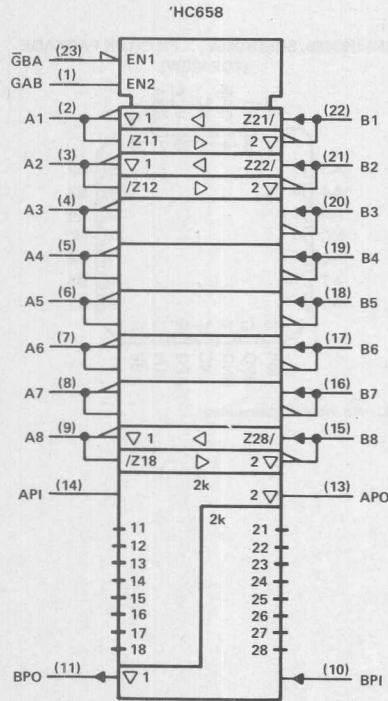 'HC658
G̅BA (23) EN1
GAB (1) EN2
A1 (2) ▽ 1 ◁ Z21/ (22) B1
/Z11 ▷ 2 ▽
A2 (3) ▽ 1 ◁ Z22/ (21) B2
/Z12 ▷ 2 ▽
A3 (4) (20) B3
A4 (5) (19) B4
A5 (6) (18) B5
A6 (7) (17) B6
A7 (8) (16) B7
A8 (9) ▽ 1 ◁ Z28/ (15) B8
/Z18 ▷ 2 ▽
API (14) 2k 2 ▽ (13) APO
2k
11 21
12 22
13 23
14 24
15 25
16 26
17 27
18 28
BPO (11) ▽ 1 (10) BPI